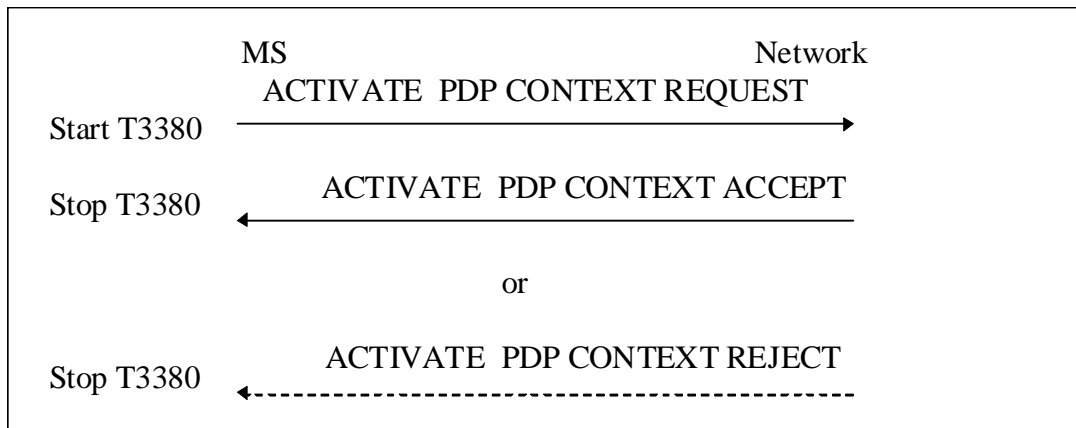 MS Network
ACTIVATE PDP CONTEXT REQUEST
Start T3380
ACTIVATE PDP CONTEXT ACCEPT
Stop T3380
or
ACTIVATE PDP CONTEXT REJECT
Stop T3380